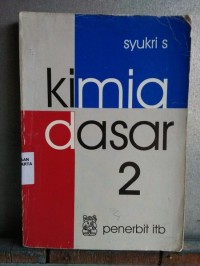 syukri s
kimia
dasar
2
penerbit itb